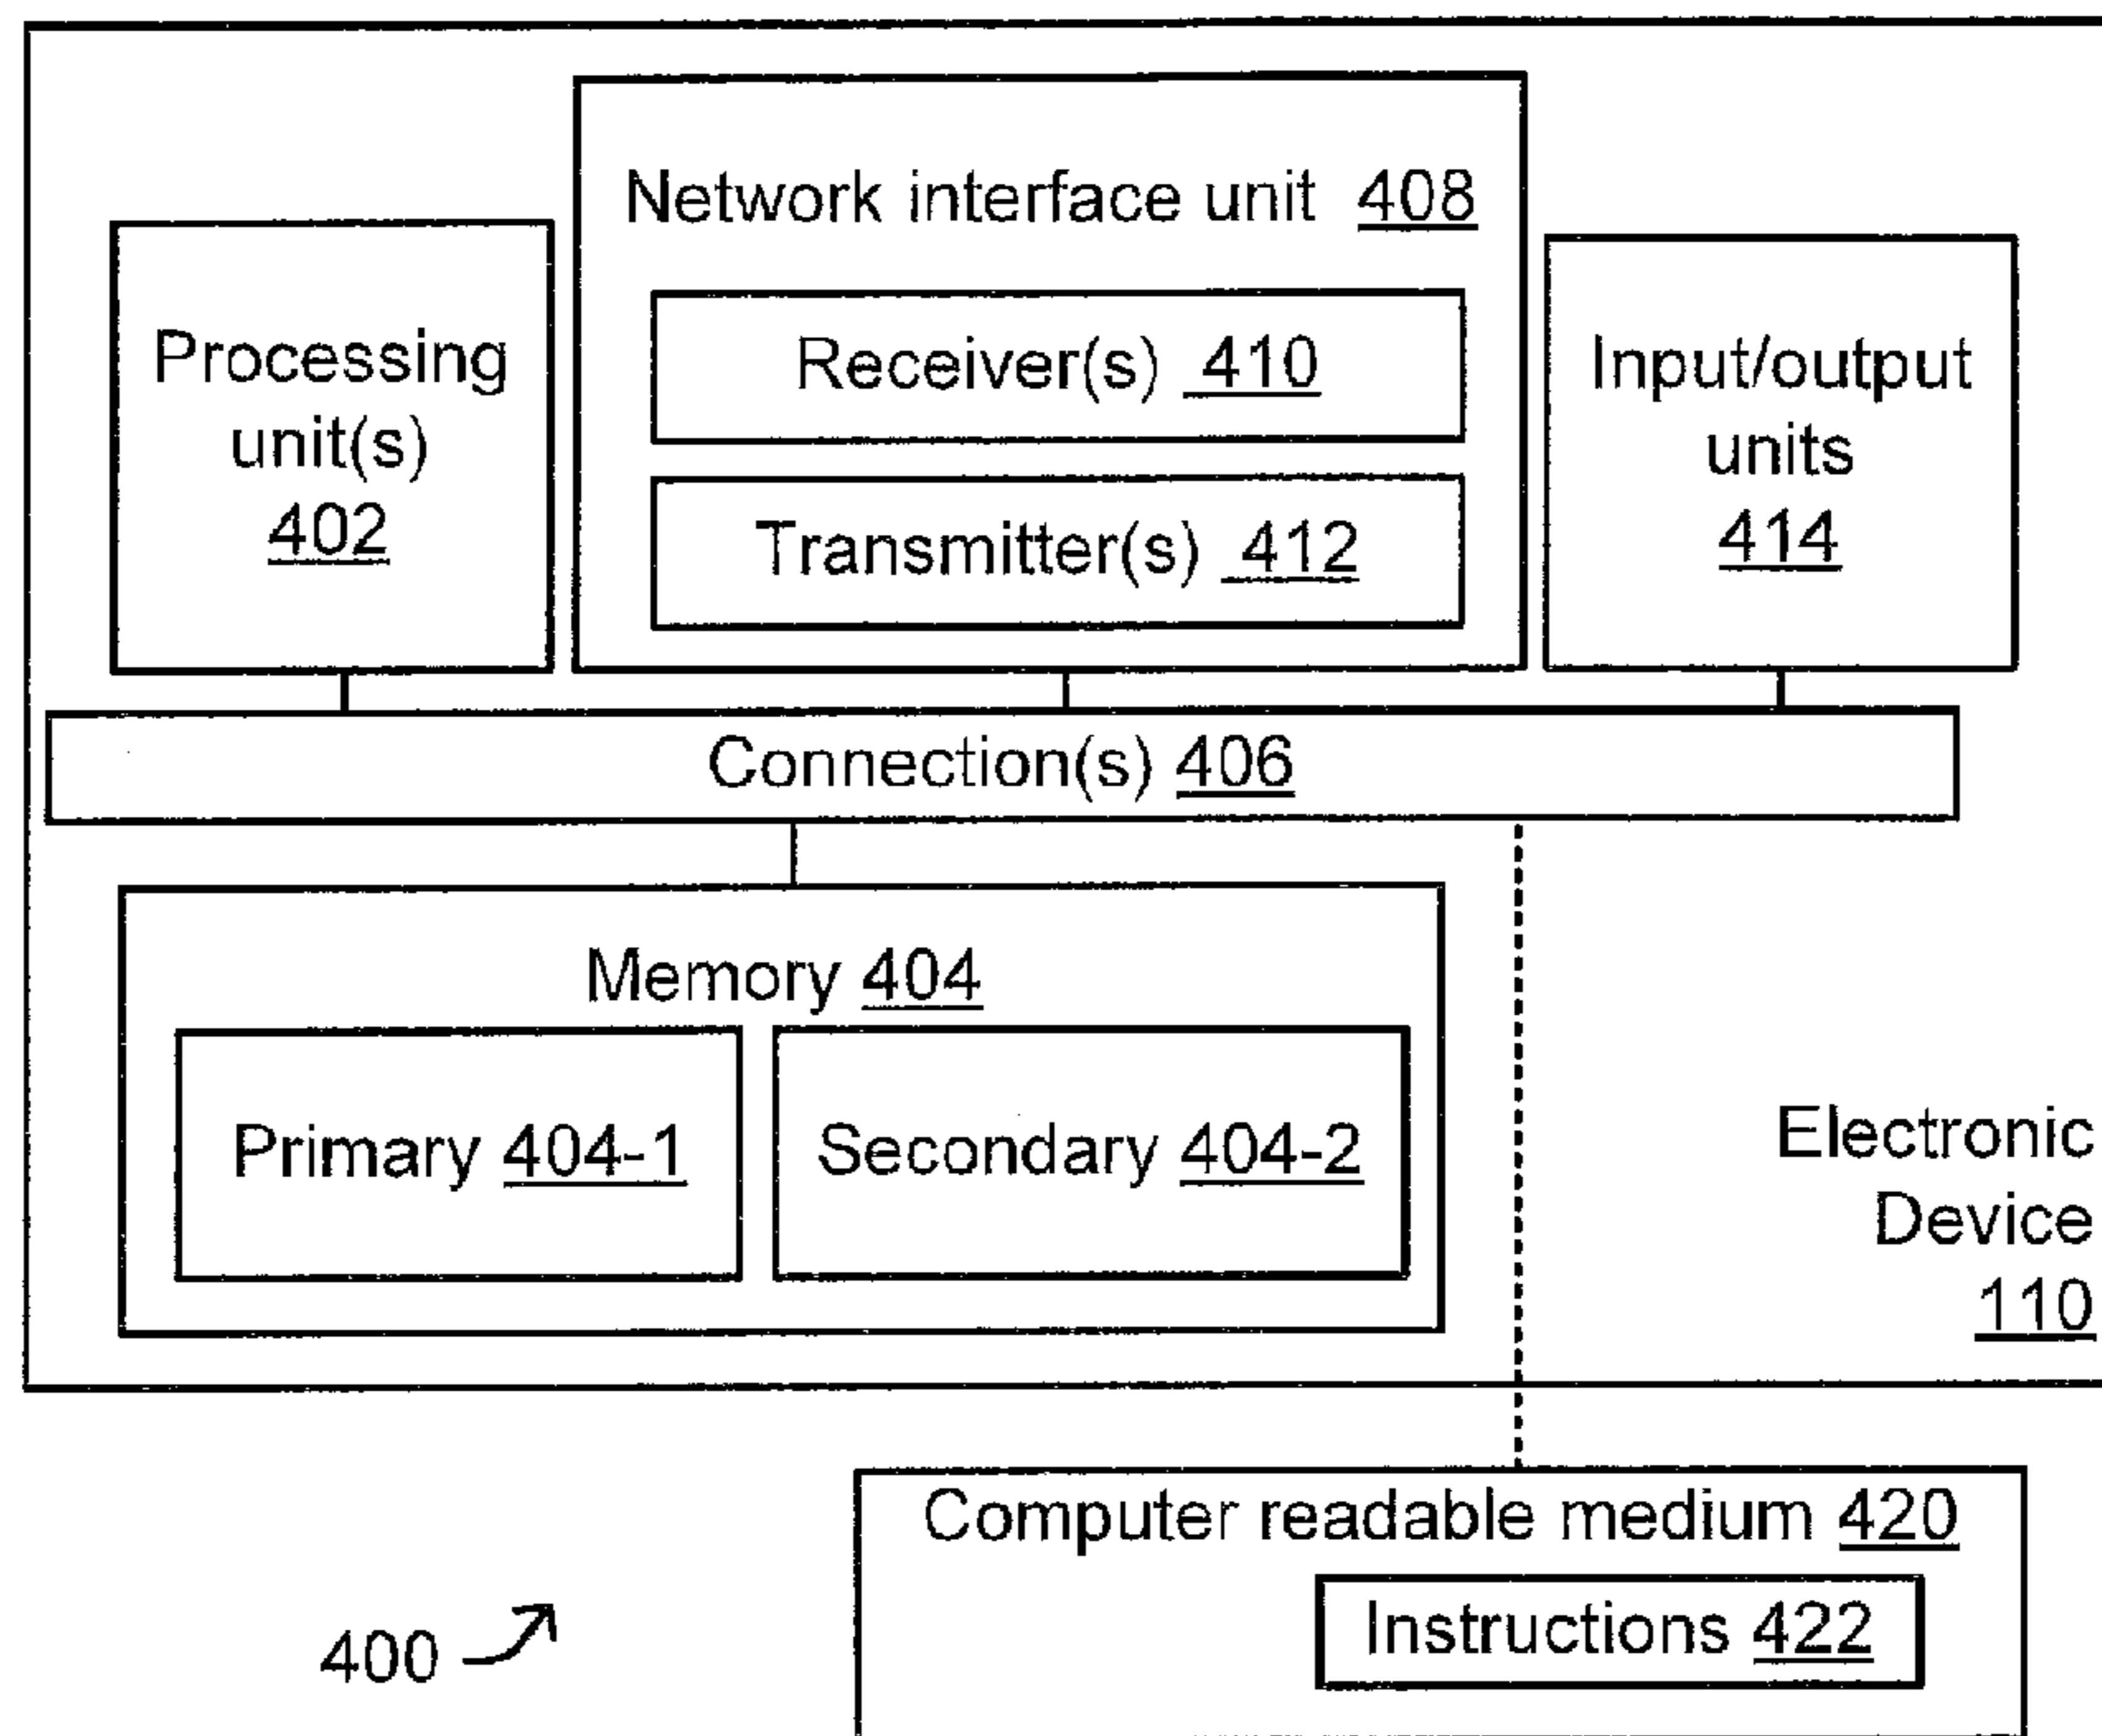 Network interface unit 408
Receiver(s) 410
Transmitter(s) 412
Processing
unit(s)
402
Input/output
units
414
Connection(s) 406
Memory 404
Primary 404-1
Secondary 404-2
Electronic
Device
110
Computer readable medium 420
Instructions 422
400